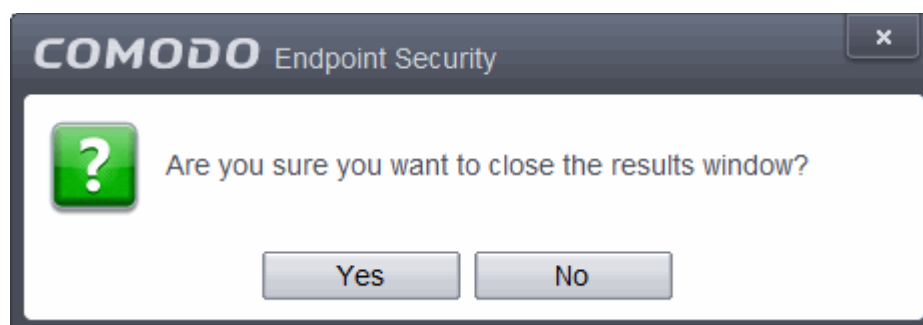 COMODO Endpoint Security
Are you sure you want to close the results window?
Yes No